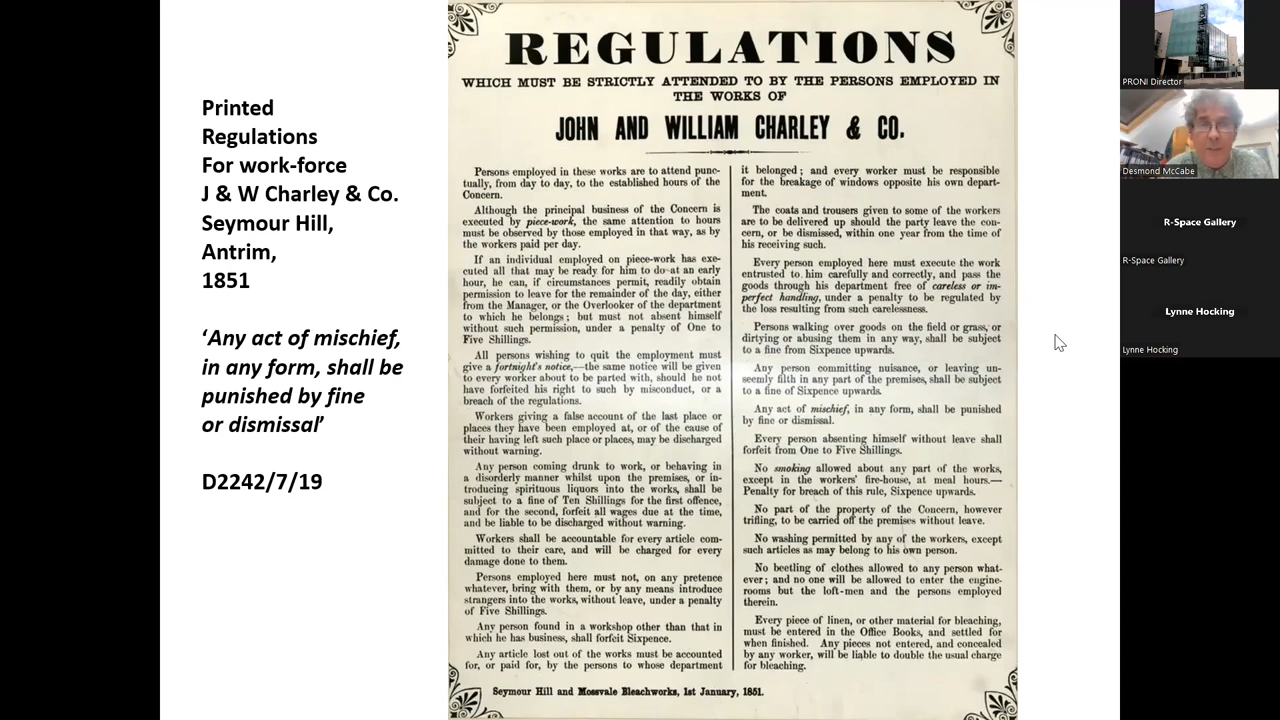 Printed
Regulations
For work-force
J & W Charley & Co.
Seymour Hill,
Antrim,
1851
‘Any act of mischief,
in any form, shall be
punished by fine
or dismissal’
D2242/7/19
REGULATIONS
WHICH MUST BE STRICTLY ATTENDED TO BY THE PERSONS EMPLOYED IN
THE WORKS OF
JOHN AND WILLIAM CHARLEY & CO.
Persons employed in these works are to attend punc-
tually, from day to day, to the established hours of the
Concern.
Although the principal business of the Concern is
executed by piece-work, the same attention to hours
must be observed by those employed in that way, as by
the workers paid per day.
If an individual employed on piece-work has exe-
cuted all that may be ready for him to do at an early
hour, he can, if circumstances permit, readily obtain
permission to leave for the remainder of the day, either
from the Manager, or the Overlooker of the department
to which he belongs; but must not absent himself
without such permission, under a penalty of One to
Five Shillings.
All persons wishing to quit the employment must
give a fortnight's notice,—the same notice will be given
to every worker about to be parted with, should he not
have forfeited his right to such by misconduct, or a
breach of the regulations.
Workers giving a false account of the last place or
places they have been employed at, or of the cause of
their having left such place or places, may be discharged
without warning.
Any person coming drunk to work, or behaving in
a disorderly manner whilst upon the premises, or in-
troducing spirituous liquors into the works, shall be
subject to a fine of Ten Shillings for the first offence,
and for the second, forfeit all wages due at the time,
and be liable to be discharged without warning.
Workers shall be accountable for every article com-
mitted to their care, and will be charged for every
damage done to them.
Persons employed here must not, on any pretence
whatever, bring with them, or by any means introduce
strangers into the works, without leave, under a penalty
of Five Shillings.
Any person found in a workshop other than that in
which he has business, shall forfeit Sixpence.
Any article lost out of the works must be accounted
for, or paid for, by the persons to whose department
it belonged; and every worker must be responsible
for the breakage of windows opposite his own depart-
ment.
The coats and trousers given to some of the workers
are to be delivered up should the party leave the con-
cern, or be dismissed, within one year from the time of
his receiving such.
Every person employed here must execute the work
entrusted to him carefully and correctly, and pass the
goods through his department free of careless or im-
perfect handling, under a penalty to be regulated by
the loss resulting from such carelessness.
Persons walking over goods on the field or grass, or
dirtying or abusing them in any way, shall be subject
to a fine from Sixpence upwards.
Any person committing nuisance, or leaving un-
seemly filth in any part of the premises, shall be subject
to a fine of Sixpence upwards.
Any act of mischief, in any form, shall be punished
by fine or dismissal.
Every person absenting himself without leave shall
forfeit from One to Five Shillings.
No smoking allowed about any part of the works,
except in the workers' fire-house, at meal hours.—
Penalty for breach of this rule, Sixpence upwards.
No part of the property of the Concern, however
trifling, to be carried off the premises without leave.
No washing permitted by any of the workers, except
such articles as may belong to his own person.
No beetling of clothes allowed to any person what-
ever; and no one will be allowed to enter the engine-
rooms but the loft-men and the persons employed
therein.
Every piece of linen, or other material for bleaching,
must be entered in the Office Books, and settled for
when finished. Any pieces not entered, and concealed
by any worker, will be liable to double the usual charge
for bleaching.
Seymour Hill and Mossvale Bleachworks, 1st January, 1851.
PRONI Director
Desmond McCabe
R-Space Gallery
R-Space Gallery
Lynne Hocking
Lynne Hocking